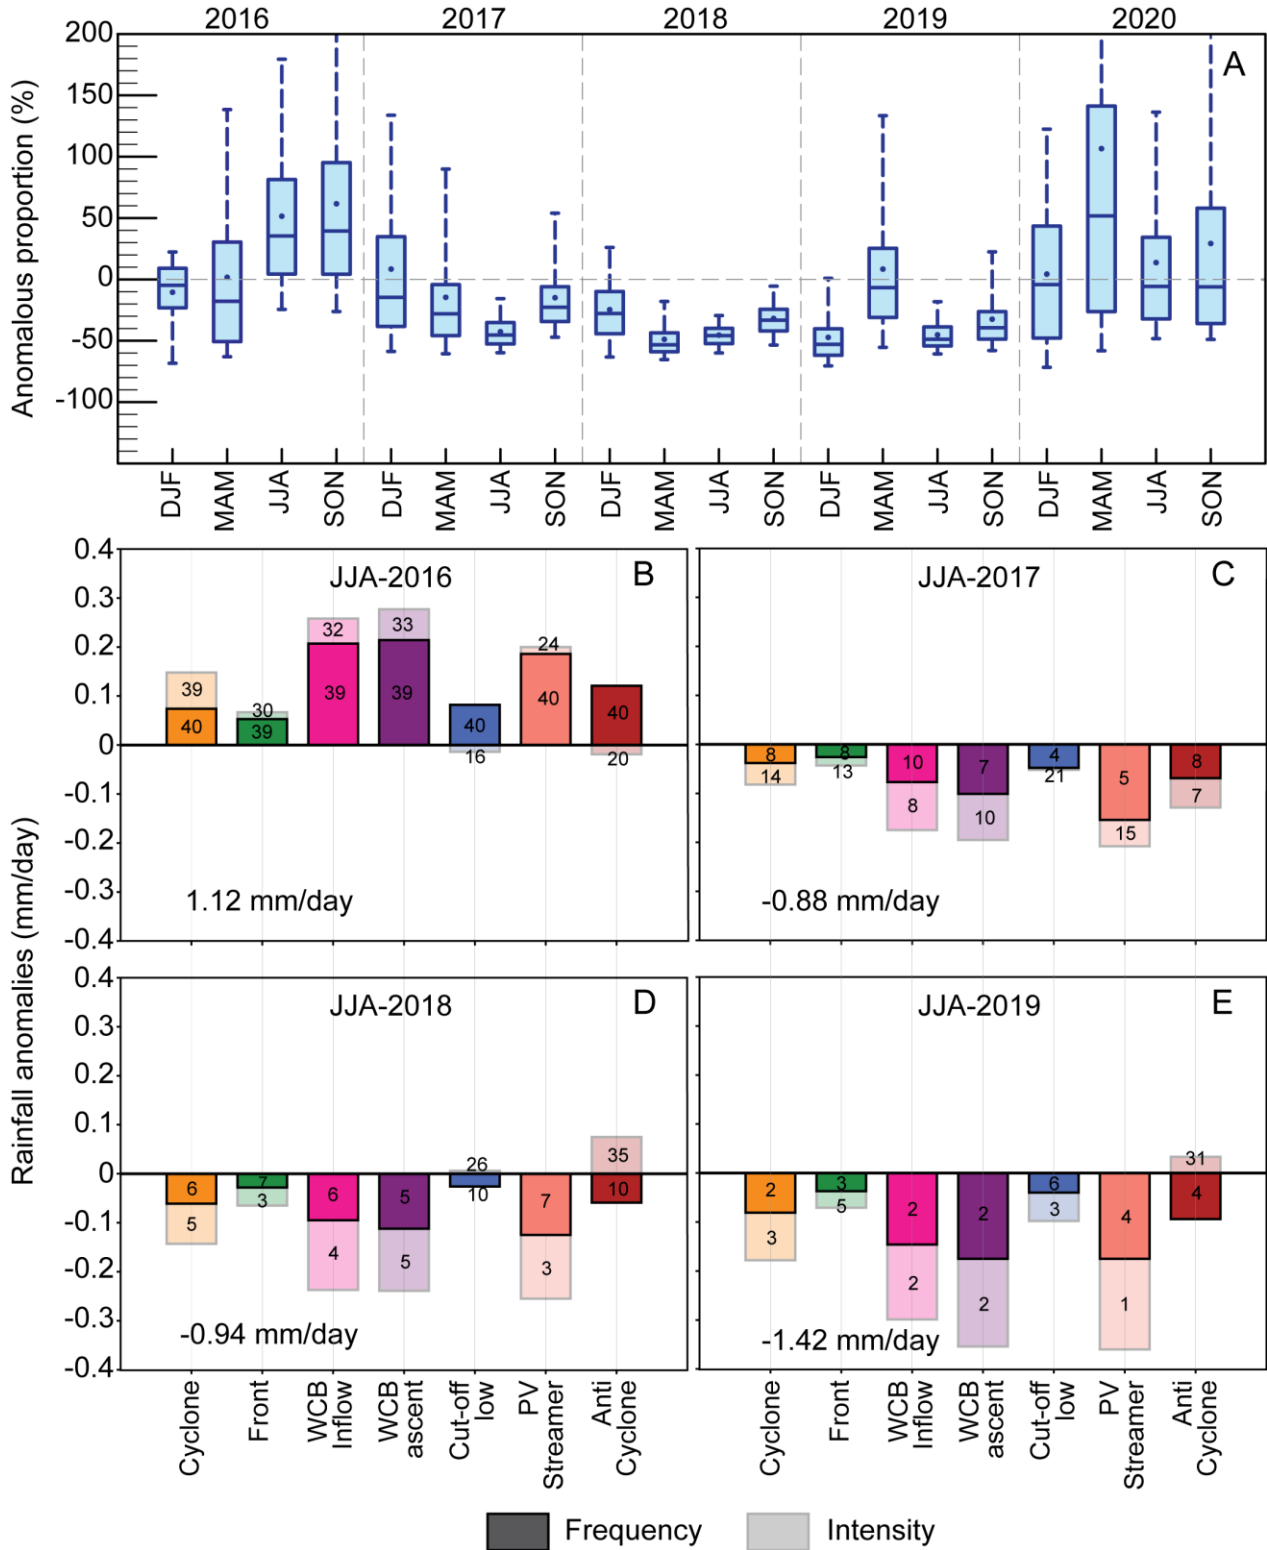 2016 2017 2018 2019 2020
A
Anomalous proportion (%)
200
150
100
50
0
-50
-100
DJF MAM JJA SON DJF MAM JJA SON DJF MAM JJA SON DJF MAM JJA SON DJF MAM JJA SON
Rainfall anomalies (mm/day)
0.4
0.3
0.2
0.1
0
-0.1
-0.2
-0.3
-0.4
JJA-2016 B
39 30 32 33 24
40 39 39 39 40 40 40
16 20
1.12 mm/day
JJA-2017 C
8 8 10 7 4 5 8
14 13 8 10 21 15 7
-0.88 mm/day
0.4
0.3
0.2
0.1
0
-0.1
-0.2
-0.3
-0.4
JJA-2018 D
26 35
6 7 6 5 10 7 10
5 3 4 5 3
-0.94 mm/day
JJA-2019 E
31
2 3 2 2 6 4 4
3 5 2 2 3 1
-1.42 mm/day
Cyclone
Front
WCB
Inflow
WCB
ascent
Cut-off
low
PV
Streamer
Anti
Cyclone
Cyclone
Front
WCB
Inflow
WCB
ascent
Cut-off
low
PV
Streamer
Anti
Cyclone
Frequency Intensity